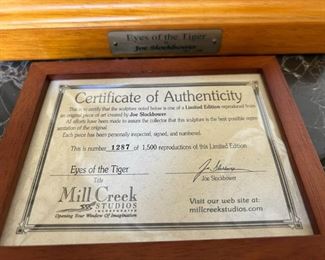 Eyes of the Tiger
Joe Slockbower
Certificate of Authenticity
This is to certify that the sculpture noted below is one of a Limited Edition reproduced from
an original piece of art created by Joe Slockbower.
All efforts have been made to assure the collector that this sculpture is the best possible repre-
sentation of the original.
Each piece has been personally inspected, signed, and numbered.
This is number 1287 of 1,500 reproductions of this Limited Edition
Eyes of the Tiger
Title
Joe Slockbower
Joe Slockbower
Mill Creek
STUDIOS
INCORPORATED
Opening Your Window Of Imagination
Visit our web site at:
millcreekstudios.com